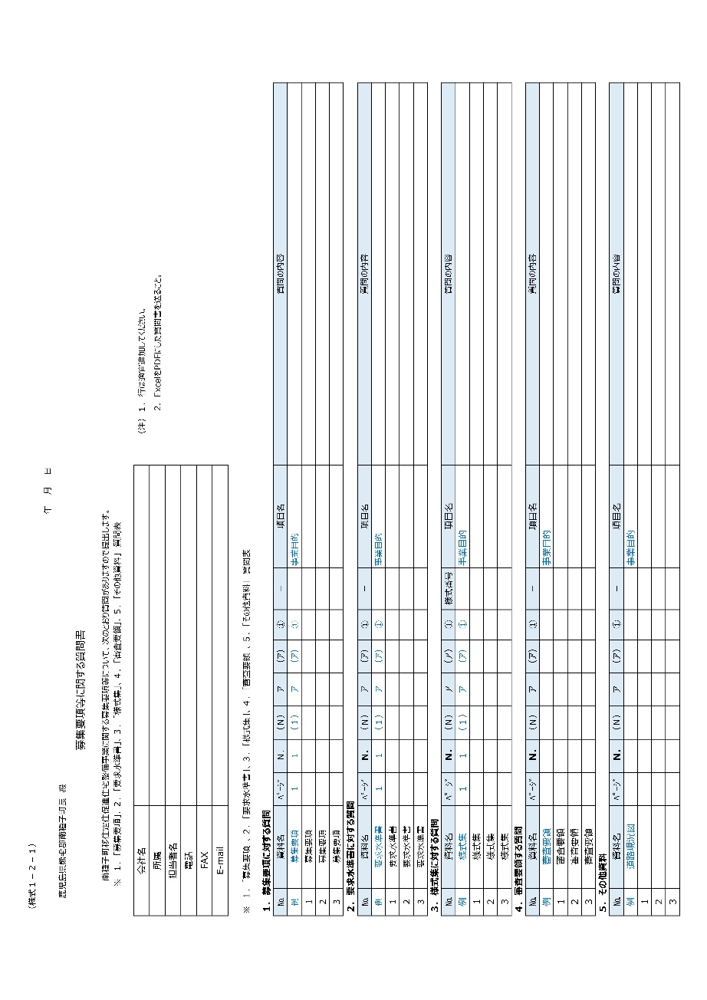 (様式１－２－１)
年　月　日
鹿児島県熊毛郡南種子町長　殿
募集要項等に関する質問書
南種子町移住定住促進住宅整備事業に関する募集要項等について、次のとおり質問がありますので提出します。
※ １．「募集要項」、２．「要求水準書」、３．「様式集」、４．「審査要領」、５．「その他資料」 質問表
会社名
所属
担当者名
電話
FAX
E-mail
(注) １．行は適宜追加してください。
２．ExcelをPDFにした質問書を送ること。
※ １．「募集要項」、２．「要求水準書」、３．「様式集」、４．「審査要領」、５．「その他資料」 質問表
１．募集要項に対する質問
No. 資料名 ﾍﾟｰｼﾞ N. (N) ア (ア) ① － 項目名 質問の内容
例 募集要項 1 1 (1) ア (ア) ① 事業目的
1 募集要項
2 募集要項
3 募集要項
２．要求水準書に対する質問
No. 資料名 ﾍﾟｰｼﾞ N. (N) ア (ア) ① － 項目名 質問の内容
例 要求水準書 1 1 (1) ア (ア) ① 事業目的
1 要求水準書
2 要求水準書
3 要求水準書
３．様式集に対する質問
No. 資料名 ﾍﾟｰｼﾞ N. (N) ア (ア) ① 様式番号 項目名 質問の内容
例 様式集 1 1 (1) ア (ア) ① 事業目的
1 様式集
2 様式集
3 様式集
４．審査要領する質問
No. 資料名 ﾍﾟｰｼﾞ N. (N) ア (ア) ① － 項目名 質問の内容
例 審査要領 事業目的
1 審査要領
2 審査要領
3 審査要領
５．その他資料
No. 資料名 ﾍﾟｰｼﾞ N. (N) ア (ア) ① － 項目名 質問の内容
例 道路現況図 事業目的
1
2
3